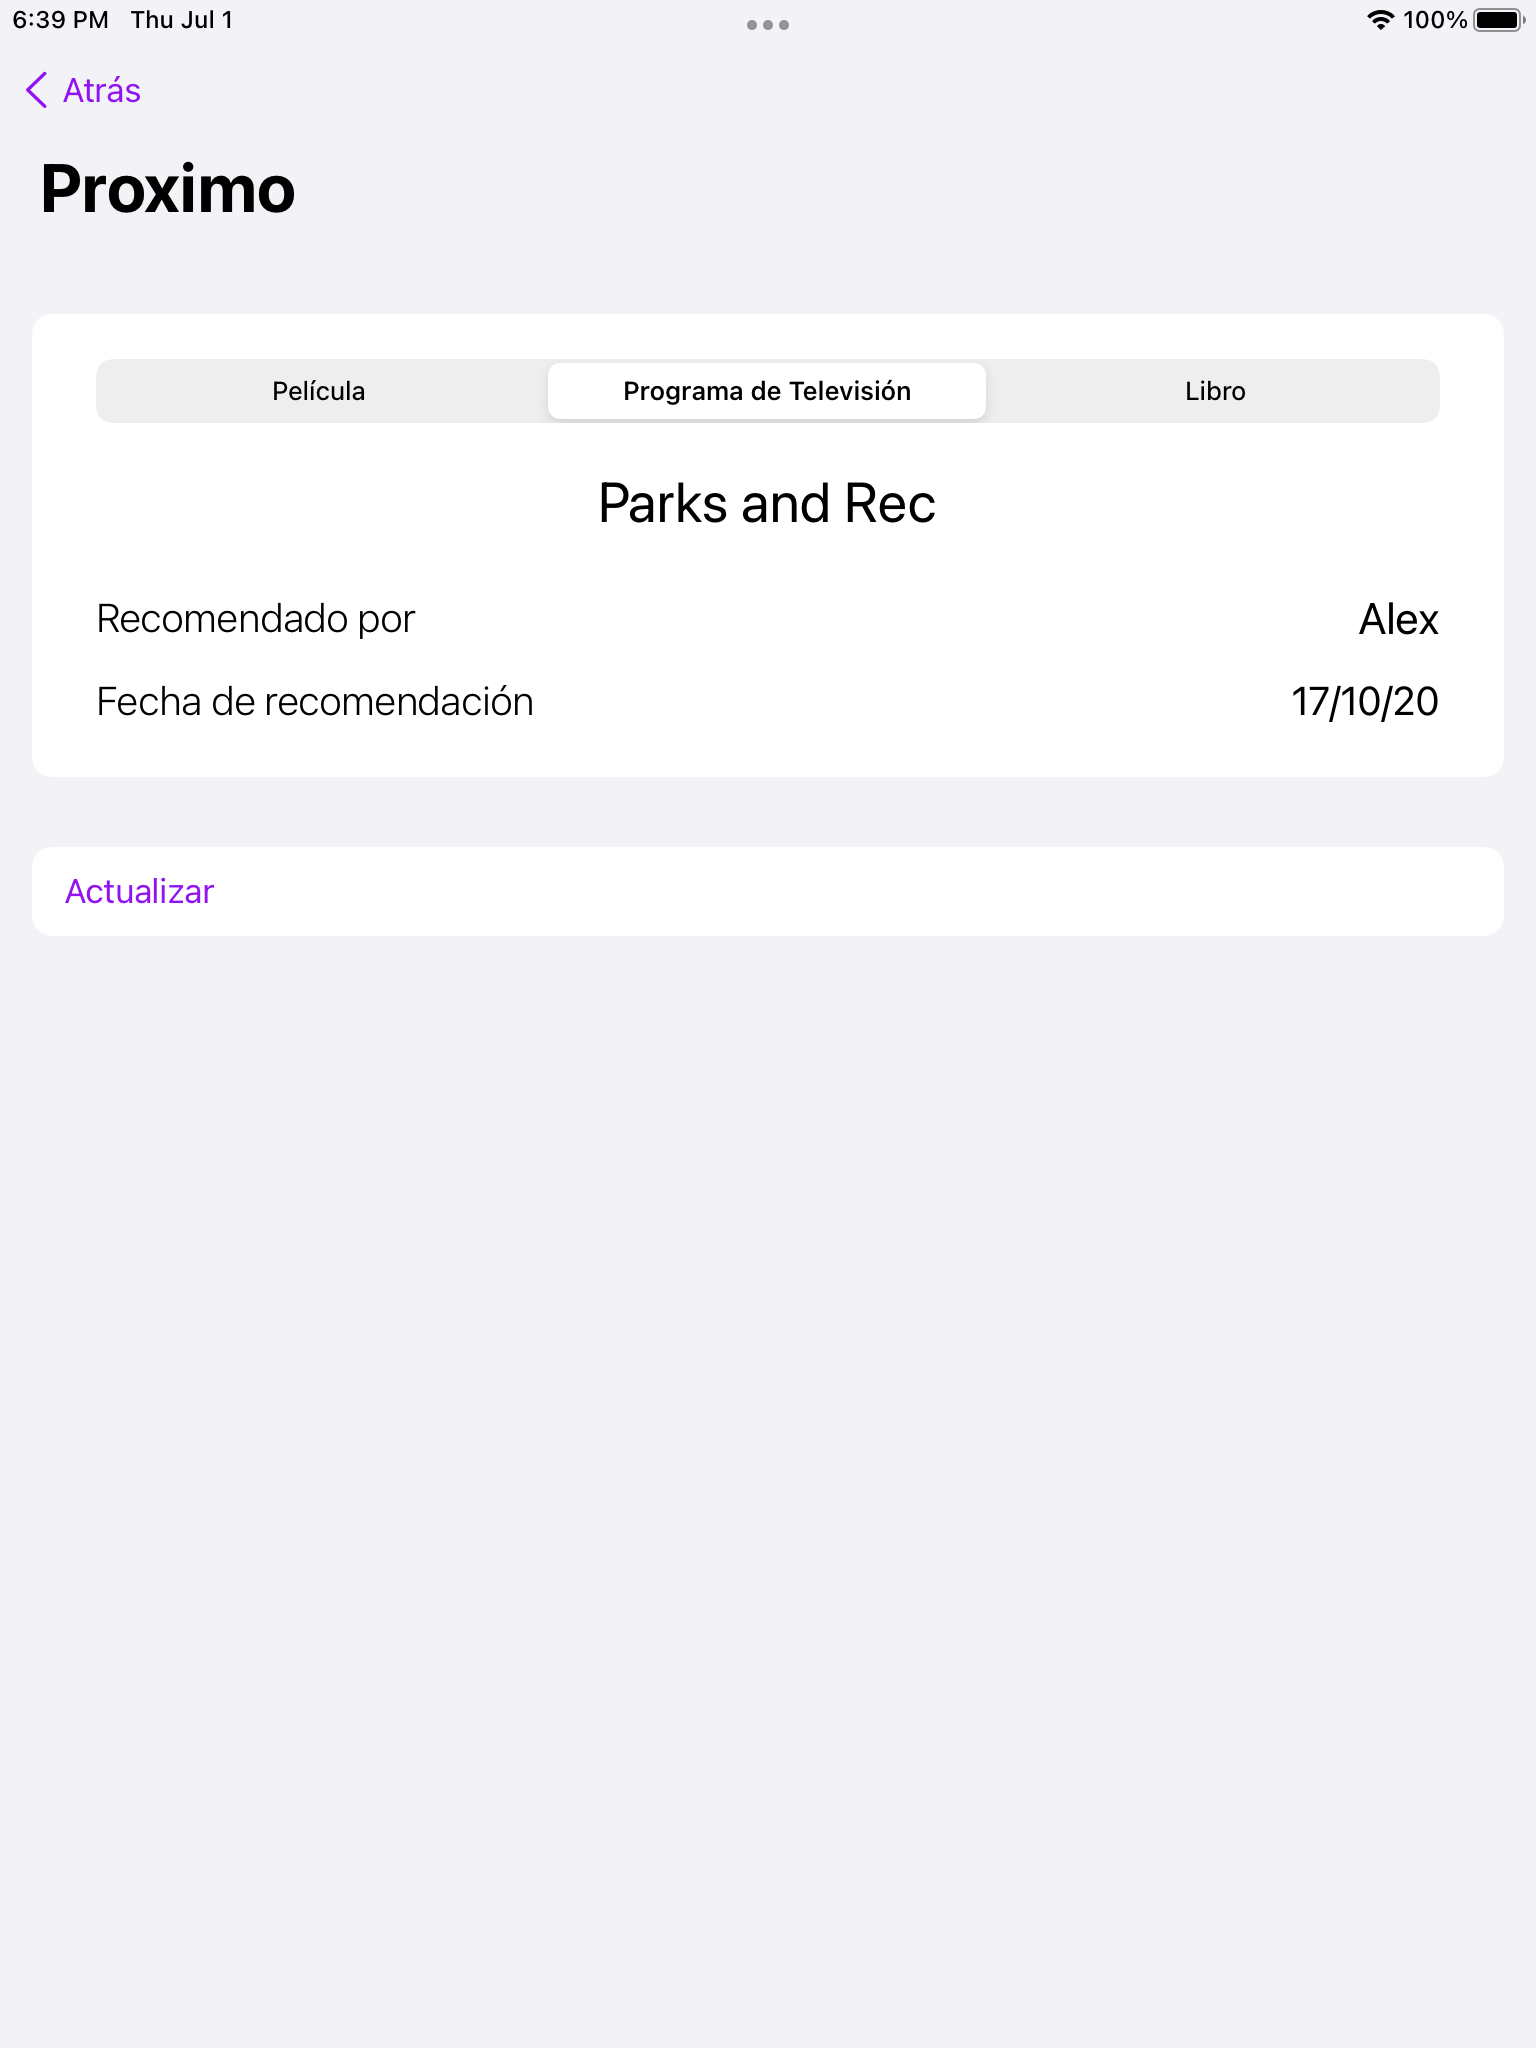 6:39 PM Thu Jul 1 100%
Atrás
Proximo
Película Programa de Televisión Libro
Parks and Rec
Recomendado por Alex
Fecha de recomendación 17/10/20
Actualizar